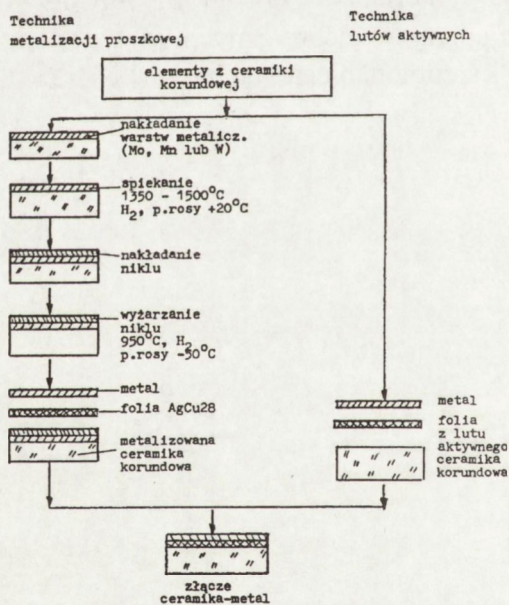 Technika
metalizacji proszkowej
Technika
lutów aktywnych
elementy z ceramiki
korundowej
nakładanie
warstw metalicz.
(Mo, Mn lub W)
spiekanie
1350 - 1500°C
H₂, p.rosy +20°C
nakładanie
niklu
wyżarzanie
niklu
950°C, H₂
p.rosy -50°C
metal
folia AgCu28
metalizowana
ceramika
korundowa
metal
folia
z lutu
aktywnego
ceramika
korundowa
złącze
ceramika-metal